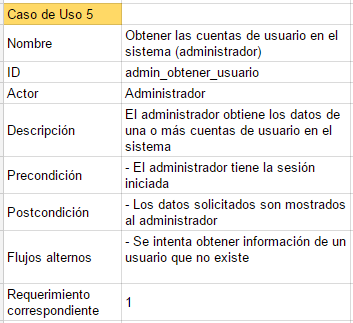 Caso de Uso 5
Nombre
Obtener las cuentas de usuario en el
sistema (administrador)
ID
admin_obtener_usuario
Actor
Administrador
Descripción
El administrador obtiene los datos de
una o más cuentas de usuario en el
sistema
Precondición
- El administrador tiene la sesión
iniciada
Postcondición
- Los datos solicitados son mostrados
al administrador
Flujos alternos
- Se intenta obtener información de un
usuario que no existe
Requerimiento
correspondiente
1